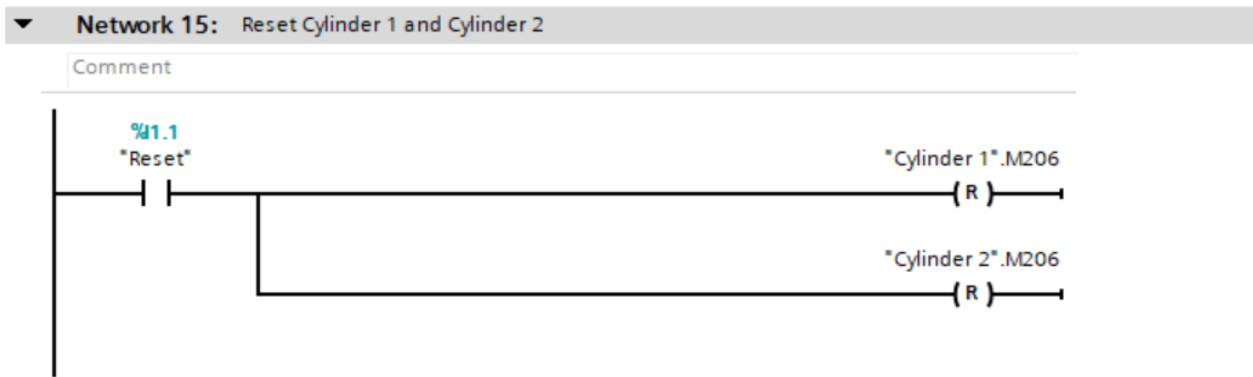 Network 15: Reset Cylinder 1 and Cylinder 2
Comment
%I1.1
"Reset"
"Cylinder 1".M206
R
"Cylinder 2".M206
R